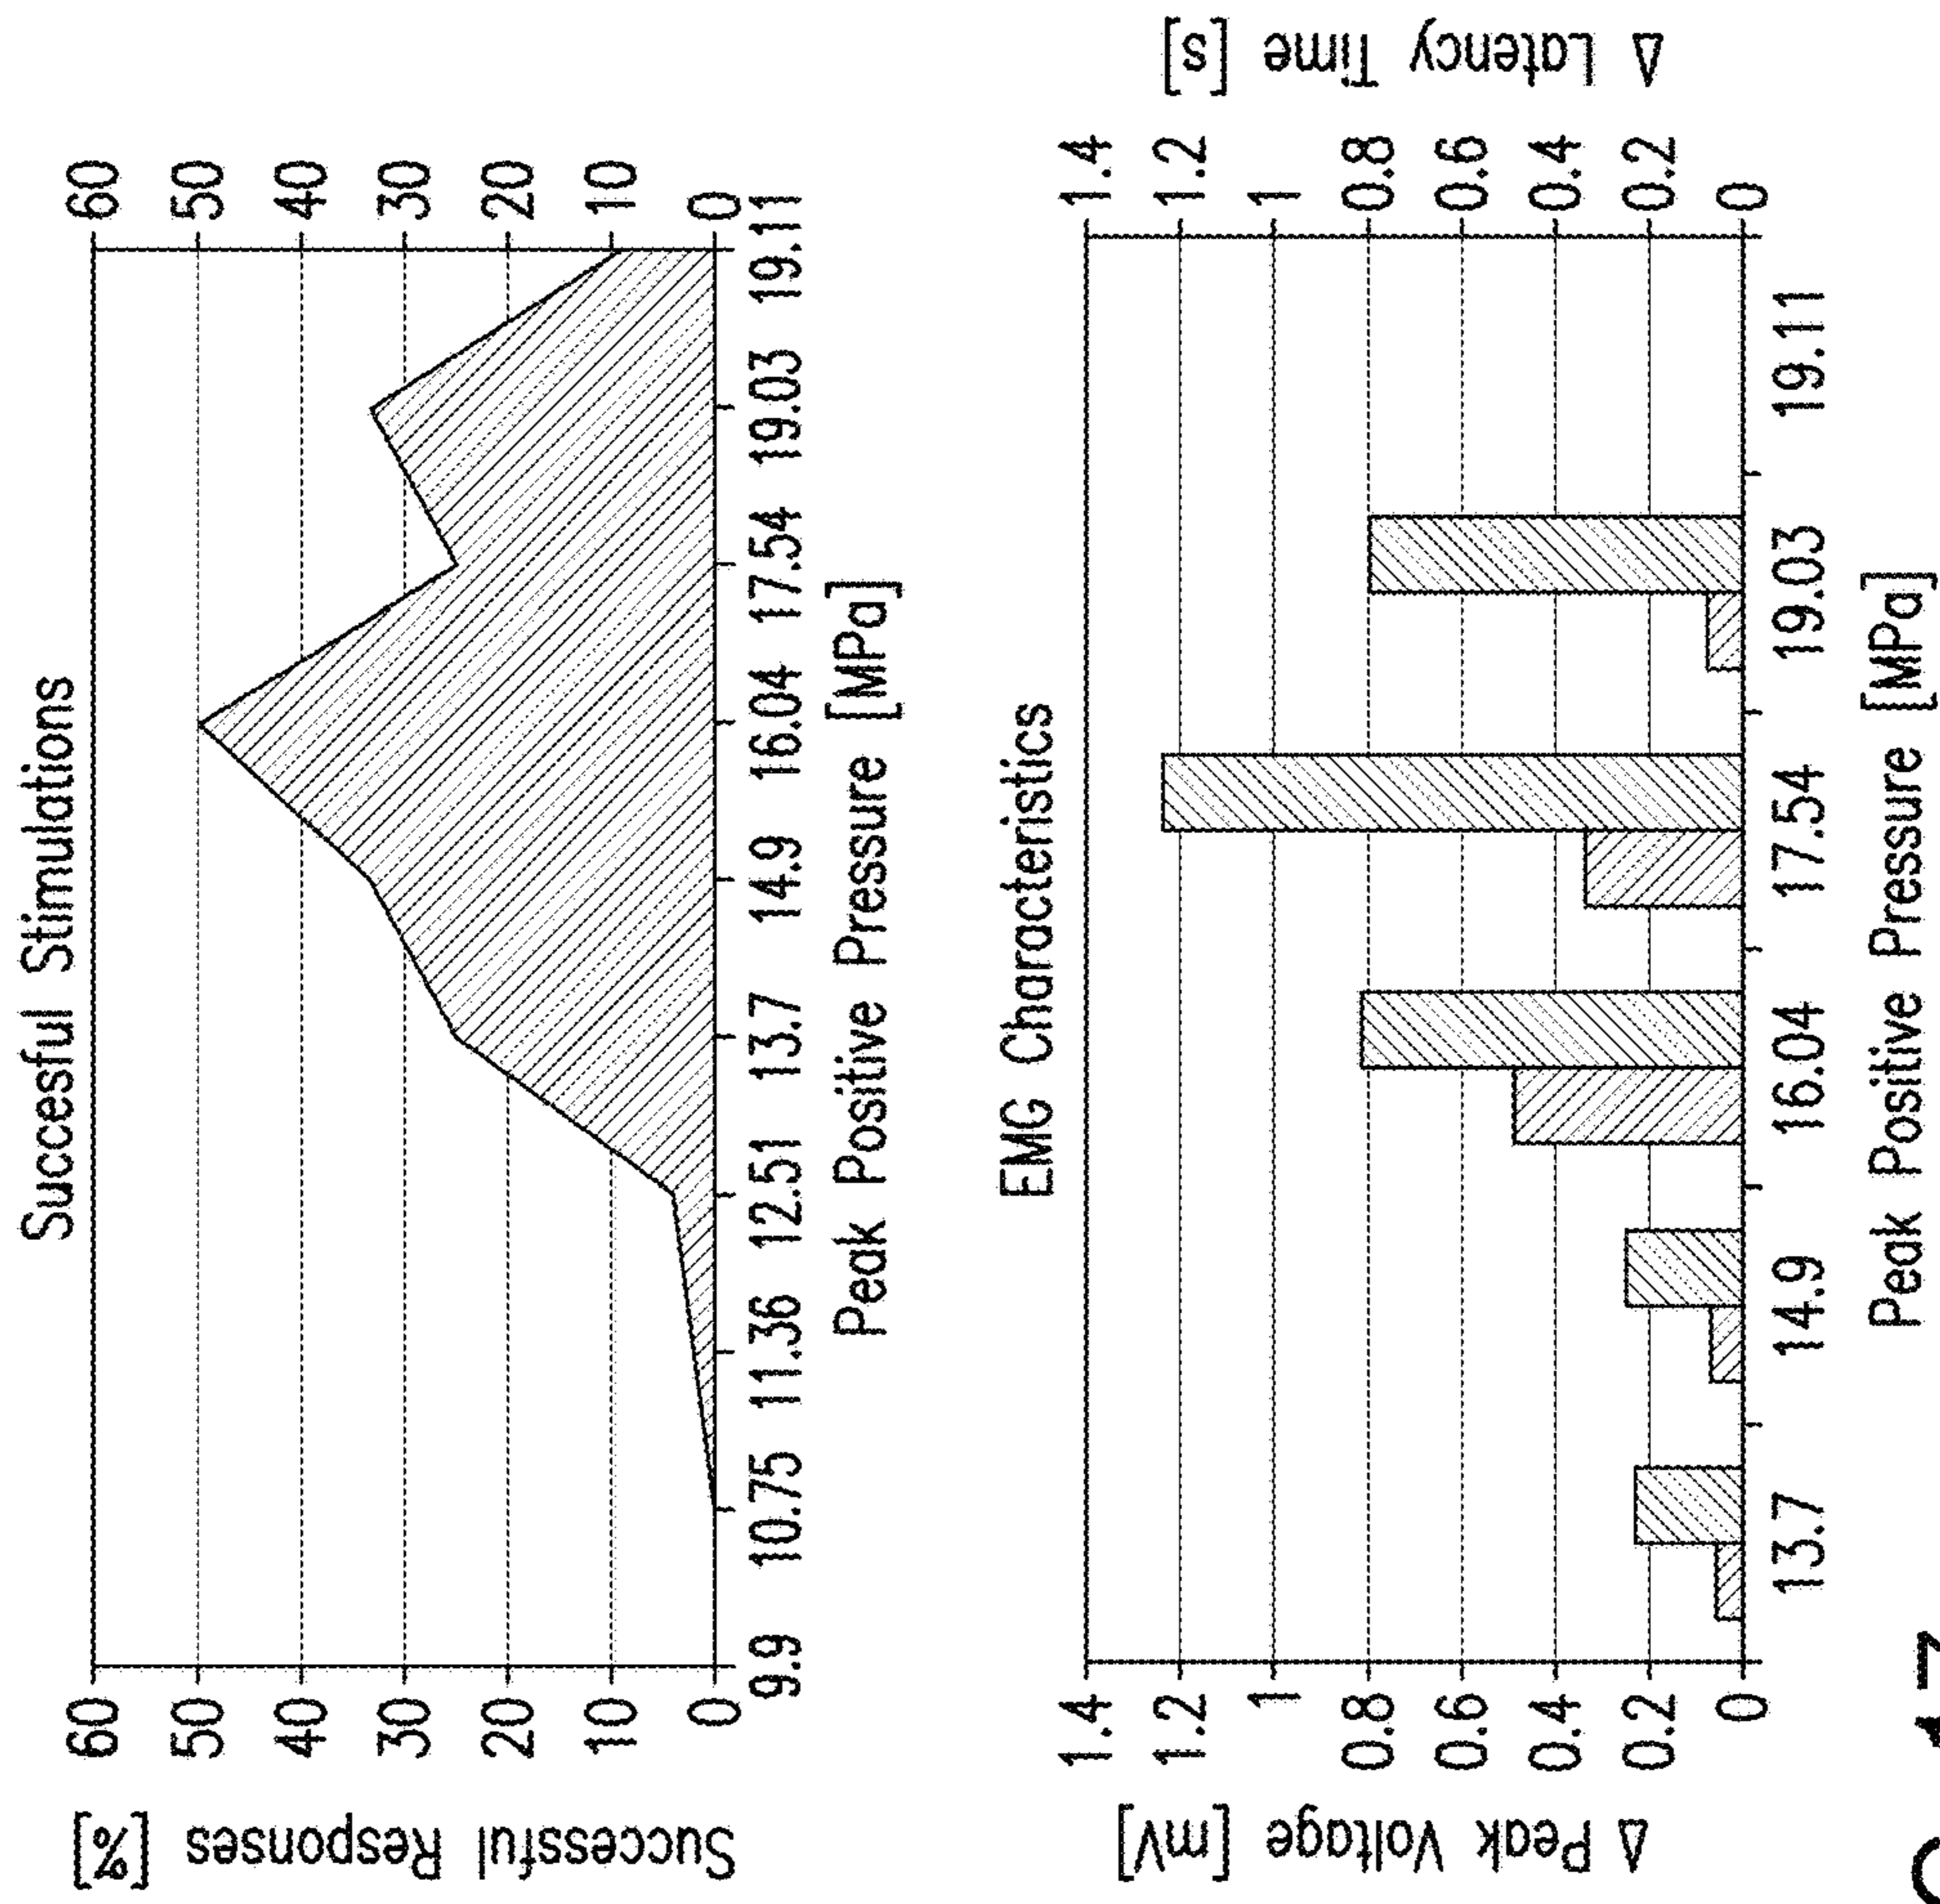 Succesful Stimulations
Successful Responses [%]
60 60
50 50
40 40
30 30
20 20
10 10
0 0
9.9 10.75 11.36 12.51 13.7 14.9 16.04 17.54 19.03 19.11
Peak Positive Pressure [MPa]
EMG Characteristics
Δ Peak Voltage [mV]
Δ Latency Time [s]
1.4 1.4
1.2 1.2
1 1
0.8 0.8
0.6 0.6
0.4 0.4
0.2 0.2
0 0
13.7 14.9 16.04 17.54 19.03 19.11
Peak Positive Pressure [MPa]